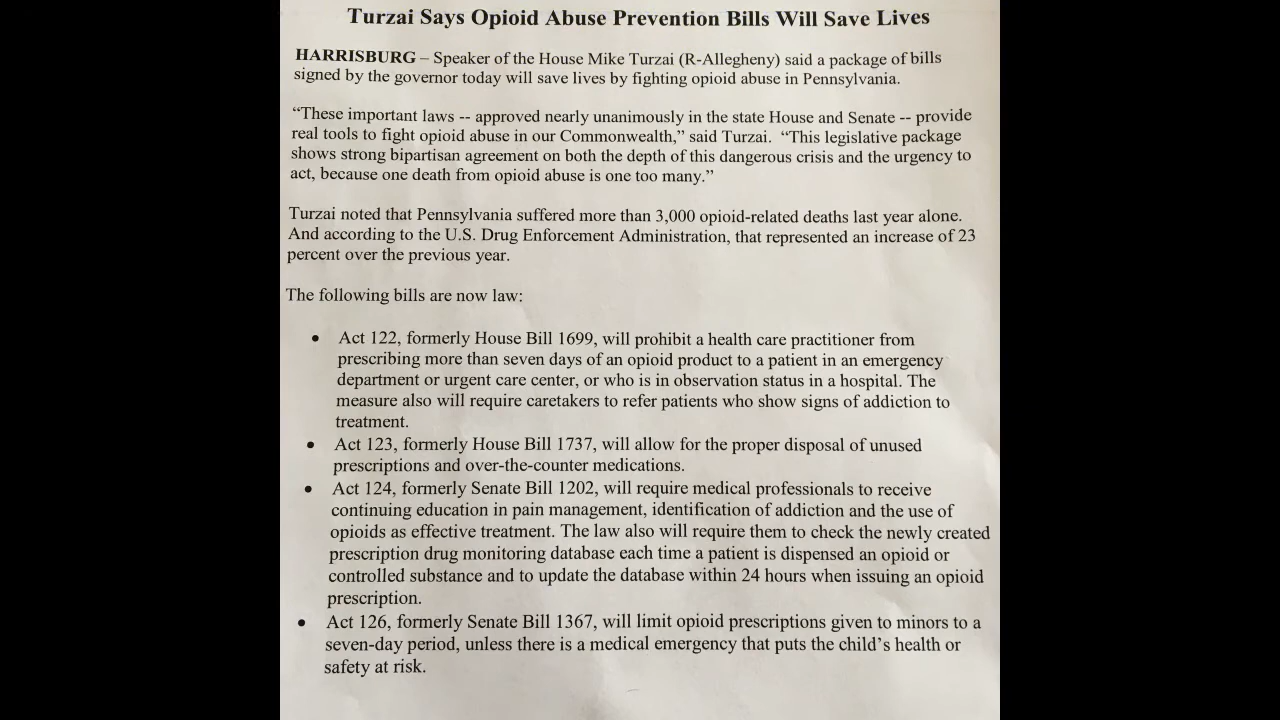 Turzai Says Opioid Abuse Prevention Bills Will Save Lives
HARRISBURG – Speaker of the House Mike Turzai (R-Allegheny) said a package of bills
signed by the governor today will save lives by fighting opioid abuse in Pennsylvania.
“These important laws -- approved nearly unanimously in the state House and Senate -- provide
real tools to fight opioid abuse in our Commonwealth,” said Turzai. “This legislative package
shows strong bipartisan agreement on both the depth of this dangerous crisis and the urgency to
act, because one death from opioid abuse is one too many.”
Turzai noted that Pennsylvania suffered more than 3,000 opioid-related deaths last year alone.
And according to the U.S. Drug Enforcement Administration, that represented an increase of 23
percent over the previous year.
The following bills are now law:
• Act 122, formerly House Bill 1699, will prohibit a health care practitioner from
prescribing more than seven days of an opioid product to a patient in an emergency
department or urgent care center, or who is in observation status in a hospital. The
measure also will require caretakers to refer patients who show signs of addiction to
treatment.
• Act 123, formerly House Bill 1737, will allow for the proper disposal of unused
prescriptions and over-the-counter medications.
• Act 124, formerly Senate Bill 1202, will require medical professionals to receive
continuing education in pain management, identification of addiction and the use of
opioids as effective treatment. The law also will require them to check the newly created
prescription drug monitoring database each time a patient is dispensed an opioid or
controlled substance and to update the database within 24 hours when issuing an opioid
prescription.
• Act 126, formerly Senate Bill 1367, will limit opioid prescriptions given to minors to a
seven-day period, unless there is a medical emergency that puts the child’s health or
safety at risk.